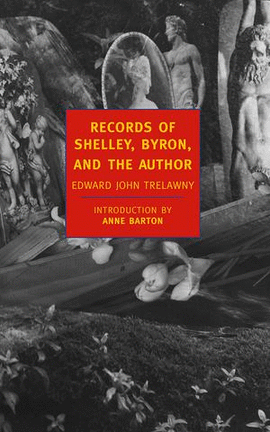 RECORDS OF
SHELLEY, BYRON,
AND THE AUTHOR
EDWARD JOHN TRELAWNY
INTRODUCTION BY
ANNE BARTON